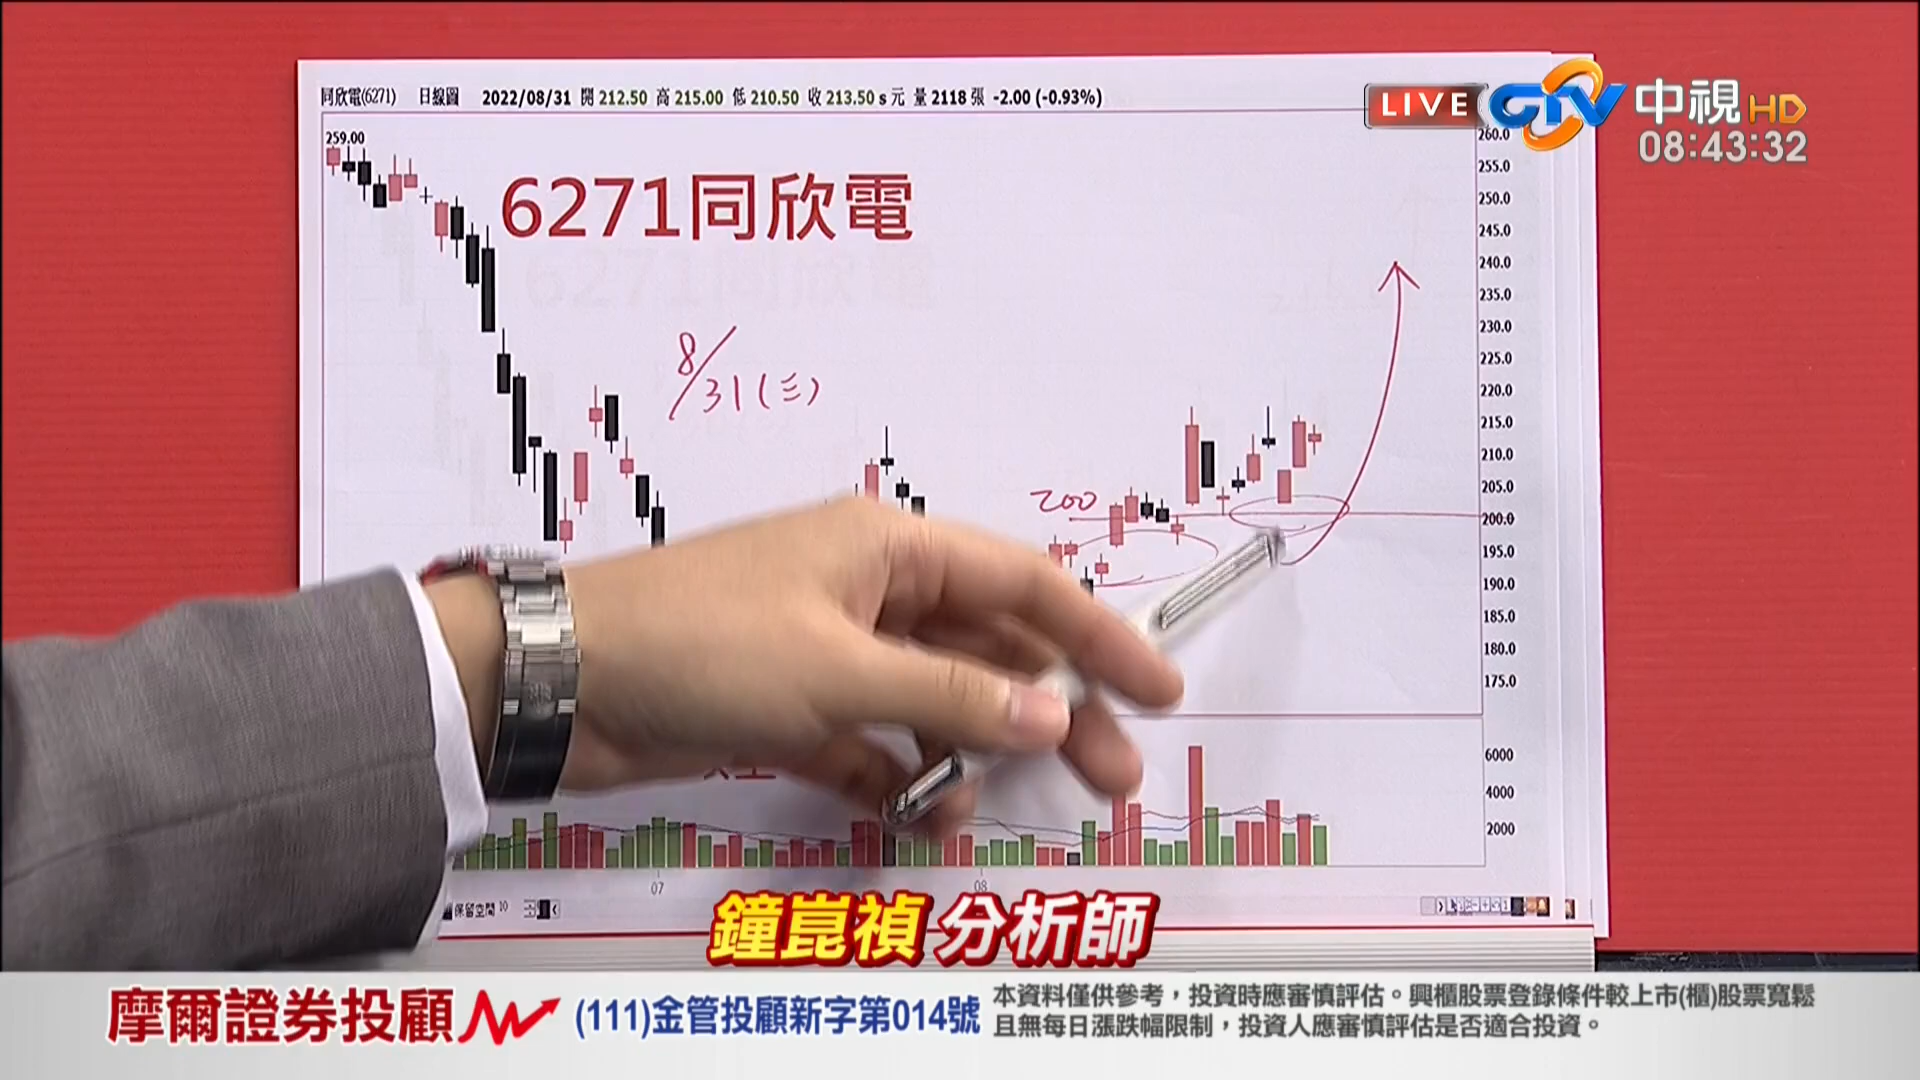 同欣電(6271) 日線圖 2022/08/31 開 212.50 高 215.00 低 210.50 收 213.50 s 元 量 2118 張 -2.00 (-0.93%)
LIVE CTV 中視HD
08:43:32
259.00
6271同欣電
8/31(三)
200
260.0
255.0
250.0
245.0
240.0
235.0
230.0
225.0
220.0
215.0
210.0
205.0
200.0
195.0
190.0
185.0
180.0
175.0
6000
4000
2000
07
08
保留空間 10
鐘崑禎 分析師
摩爾證券投顧
(111)金管投顧新字第014號
本資料僅供參考，投資時應審慎評估。興櫃股票登錄條件較上市(櫃)股票寬鬆
且無每日漲跌幅限制，投資人應審慎評估是否適合投資。